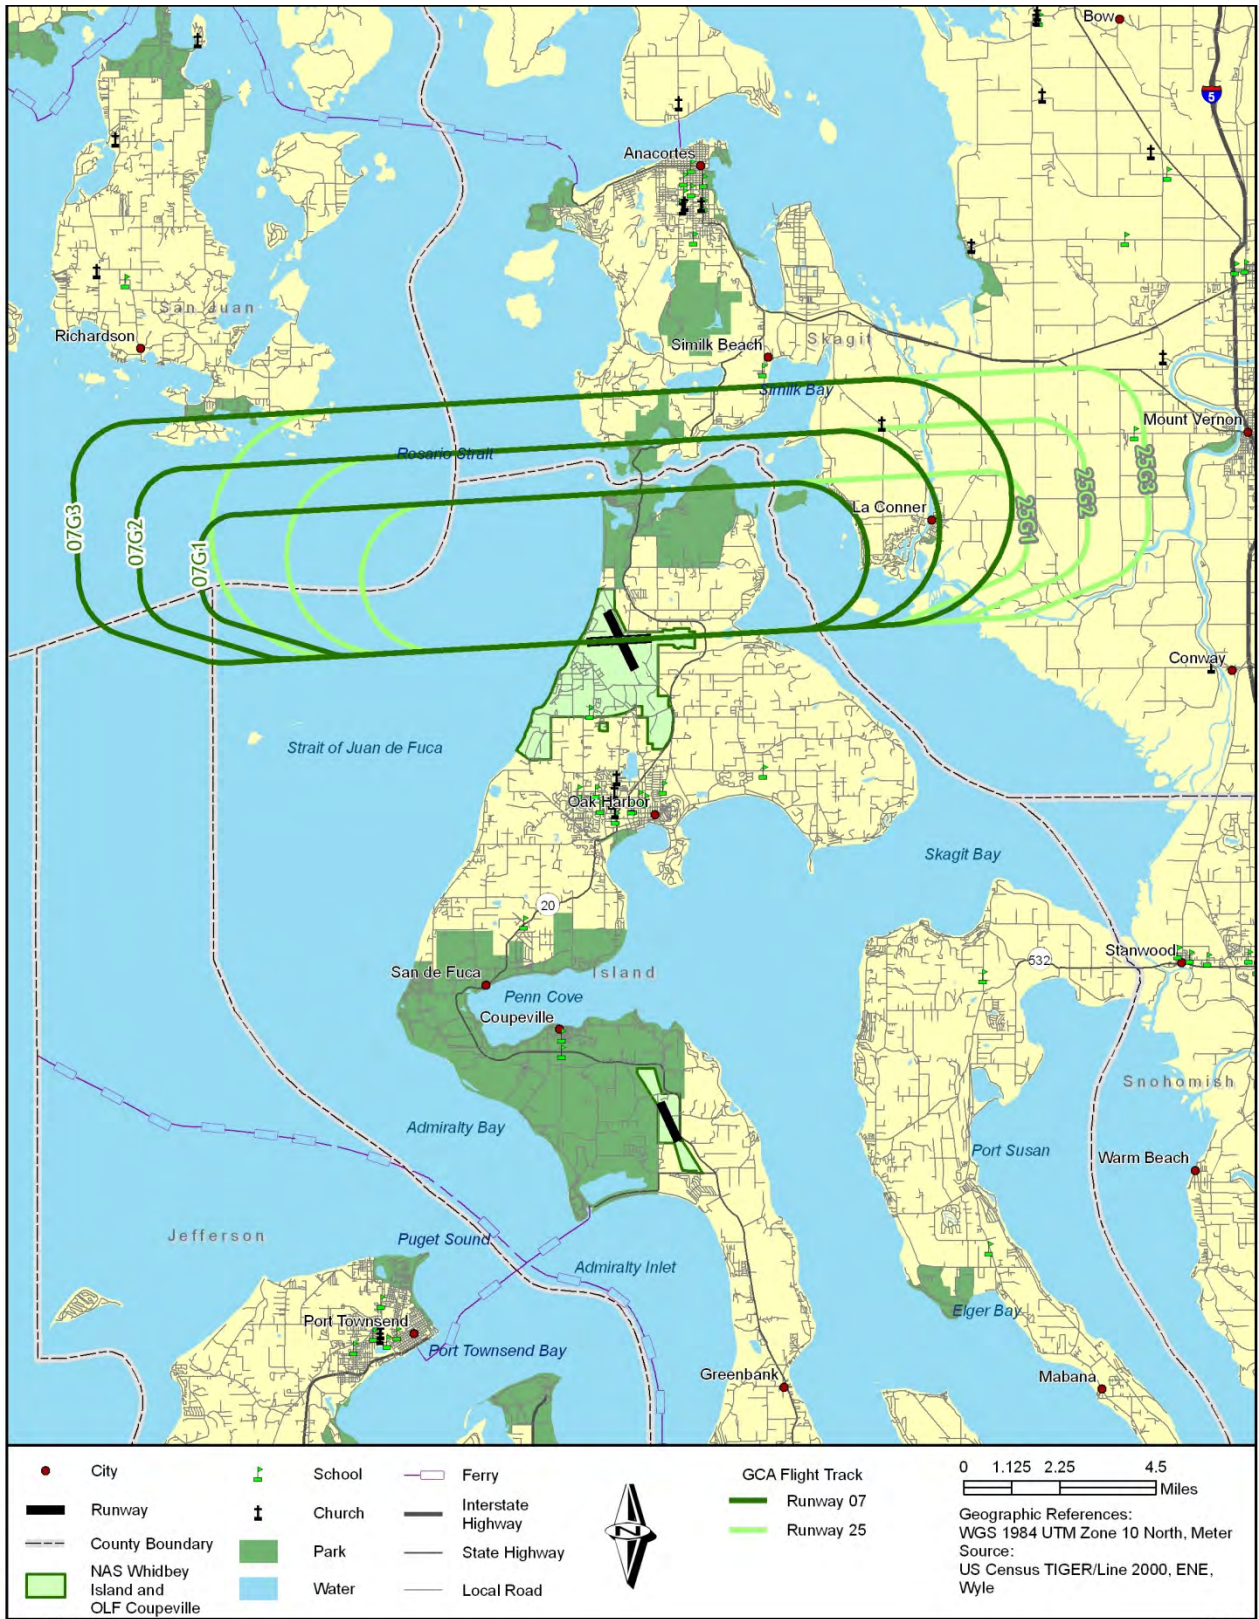 Bow
5
Anacortes
San Juan
Richardson
Similk Beach
Skagit
Similk Bay
Mount Vernon
Rosario Strait
La Conner
07G3
07G2
07G1
25G1
25G2
25G3
Conway
Strait of Juan de Fuca
Oak Harbor
Skagit Bay
20
Stanwood
532
San de Fuca
Island
Penn Cove
Coupeville
Snohomish
Admiralty Bay
Port Susan
Warm Beach
Jefferson
Puget Sound
Admiralty Inlet
Elger Bay
Port Townsend
Port Townsend Bay
Greenbank
Mabana
City
Runway
County Boundary
NAS Whidbey
Island and
OLF Coupeville
School
Church
Park
Water
Ferry
Interstate
Highway
State Highway
Local Road
N
GCA Flight Track
Runway 07
Runway 25
0 1.125 2.25 4.5
Miles
Geographic References:
WGS 1984 UTM Zone 10 North, Meter
Source:
US Census TIGER/Line 2000, ENE,
Wyle